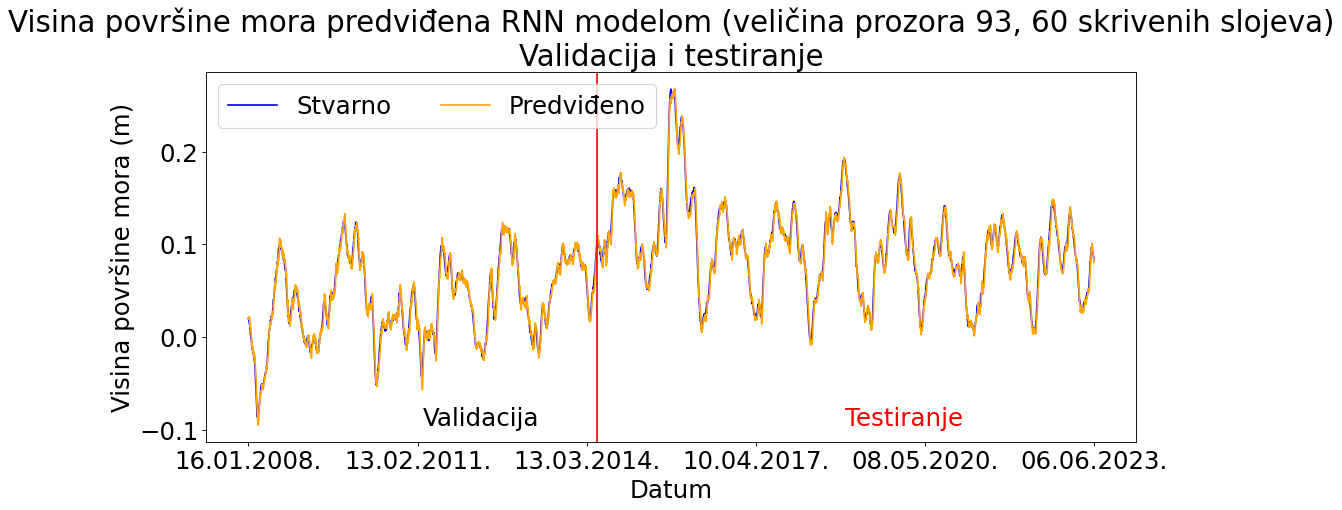 Visina površine mora predviđena RNN modelom (veličina prozora 93, 60 skrivenih slojeva)
Validacija i testiranje
Stvarno
Predviđeno
Visina površine mora (m)
0.2
0.1
0.0
−0.1
Validacija
Testiranje
16.01.2008.
13.02.2011.
13.03.2014.
10.04.2017.
08.05.2020.
06.06.2023.
Datum